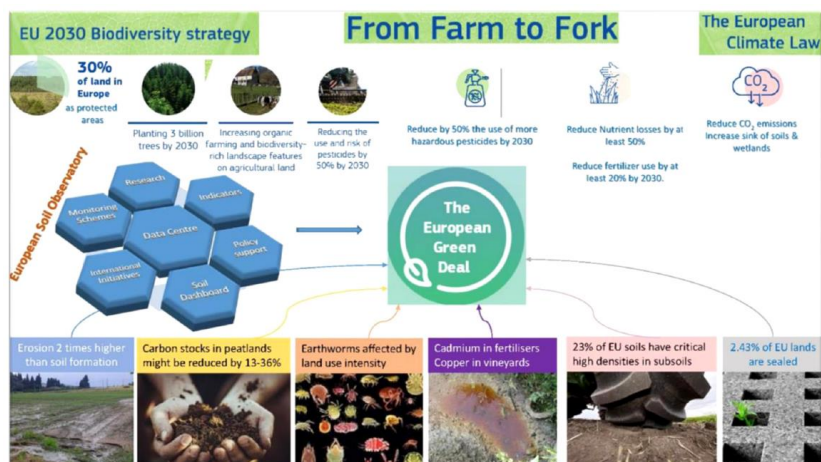 EU 2030 Biodiversity strategy
From Farm to Fork
The European
Climate Law
30%
of land in
Europe
as protected
areas
Planting 3 billion
trees by 2030
Increasing organic
farming and biodiversity-
rich landscape features
on agricultural land
Reducing the
use and risk of
pesticides by
50% by 2030
Reduce by 50% the use of more
hazardous pesticides by 2030
Reduce Nutrient losses by at
least 50%
Reduce fertilizer use by at
least 20% by 2030.
CO2
Reduce CO2 emissions
Increase sink of soils &
wetlands
European Soil Observatory
Research
Indicators
Monitoring
Schemes
Data Centre
Policy
support
International
Initiatives
Soil
Dashboard
The
European
Green
Deal
Erosion 2 times higher
than soil formation
Carbon stocks in peatlands
might be reduced by 13-36%
Earthworms affected by
land use intensity
Cadmium in fertilisers
Copper in vineyards
23% of EU soils have critical
high densities in subsoils
2.43% of EU lands
are sealed